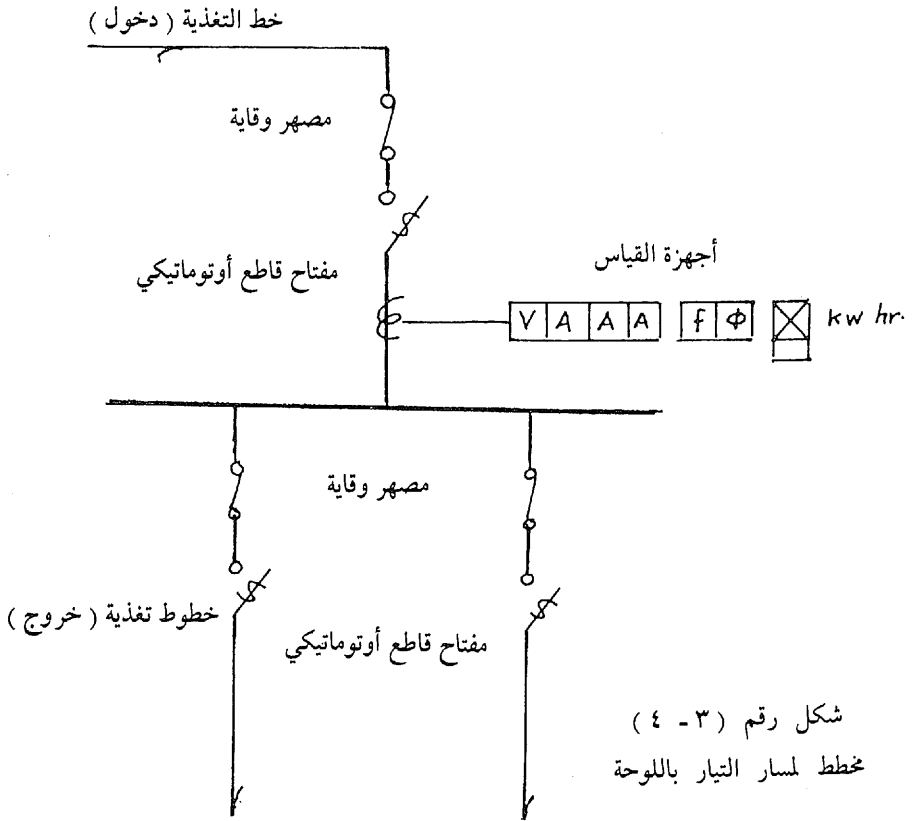 خط التغذية ( دخول )
مصهر وقاية
مفتاح قاطع أوتوماتيكي
أجهزة القياس
V A A A f Φ kw hr.
مصهر وقاية
خطوط تغذية ( خروج )
مفتاح قاطع أوتوماتيكي
شكل رقم ( ٣ - ٤ )
مخطط لمسار التيار باللوحة